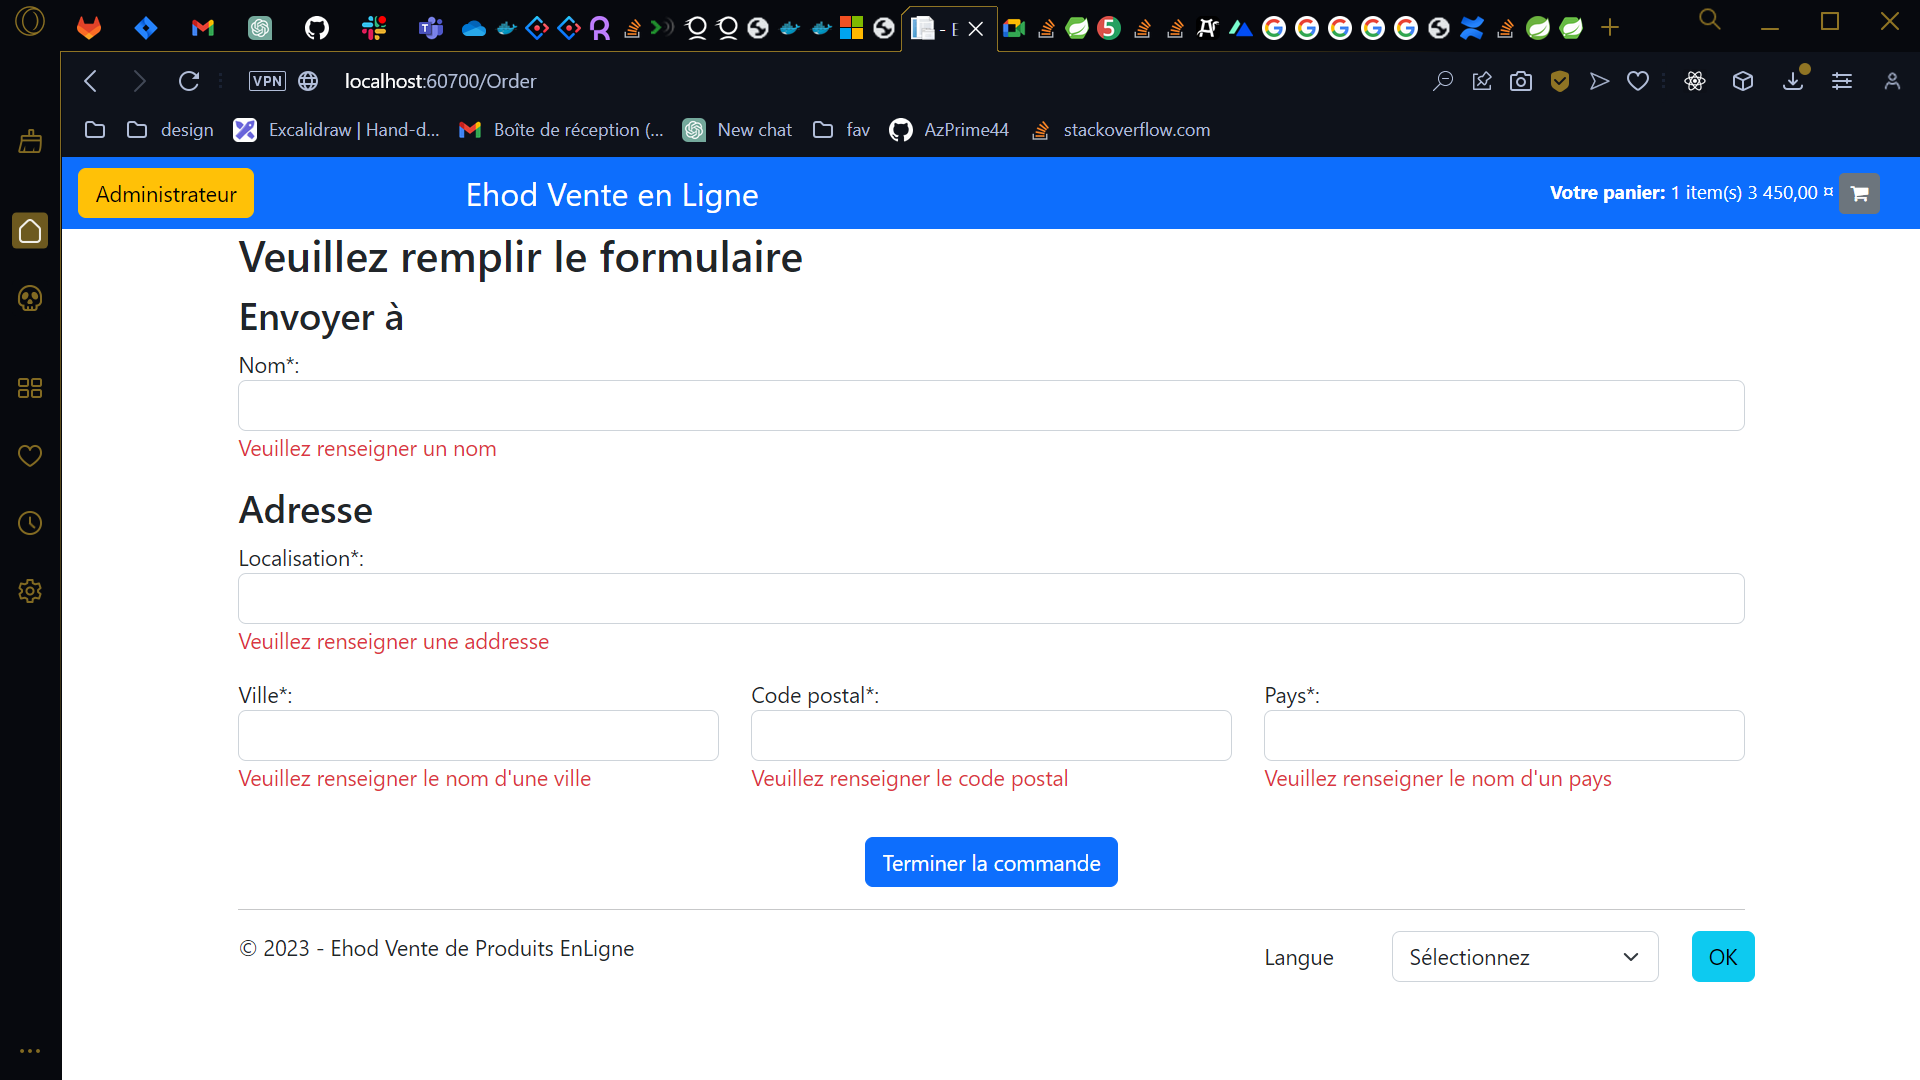 - E
VPN
localhost:60700/Order
design
Excalidraw | Hand-d...
Boîte de réception (...
New chat
fav
AzPrime44
stackoverflow.com
Administrateur
Ehod Vente en Ligne
Votre panier: 1 item(s) 3 450,00 ¤
Veuillez remplir le formulaire
Envoyer à
Nom*:
Veuillez renseigner un nom
Adresse
Localisation*:
Veuillez renseigner une addresse
Ville*:
Code postal*:
Pays*:
Veuillez renseigner le nom d'une ville
Veuillez renseigner le code postal
Veuillez renseigner le nom d'un pays
Terminer la commande
© 2023 - Ehod Vente de Produits EnLigne
Langue
Sélectionnez
OK